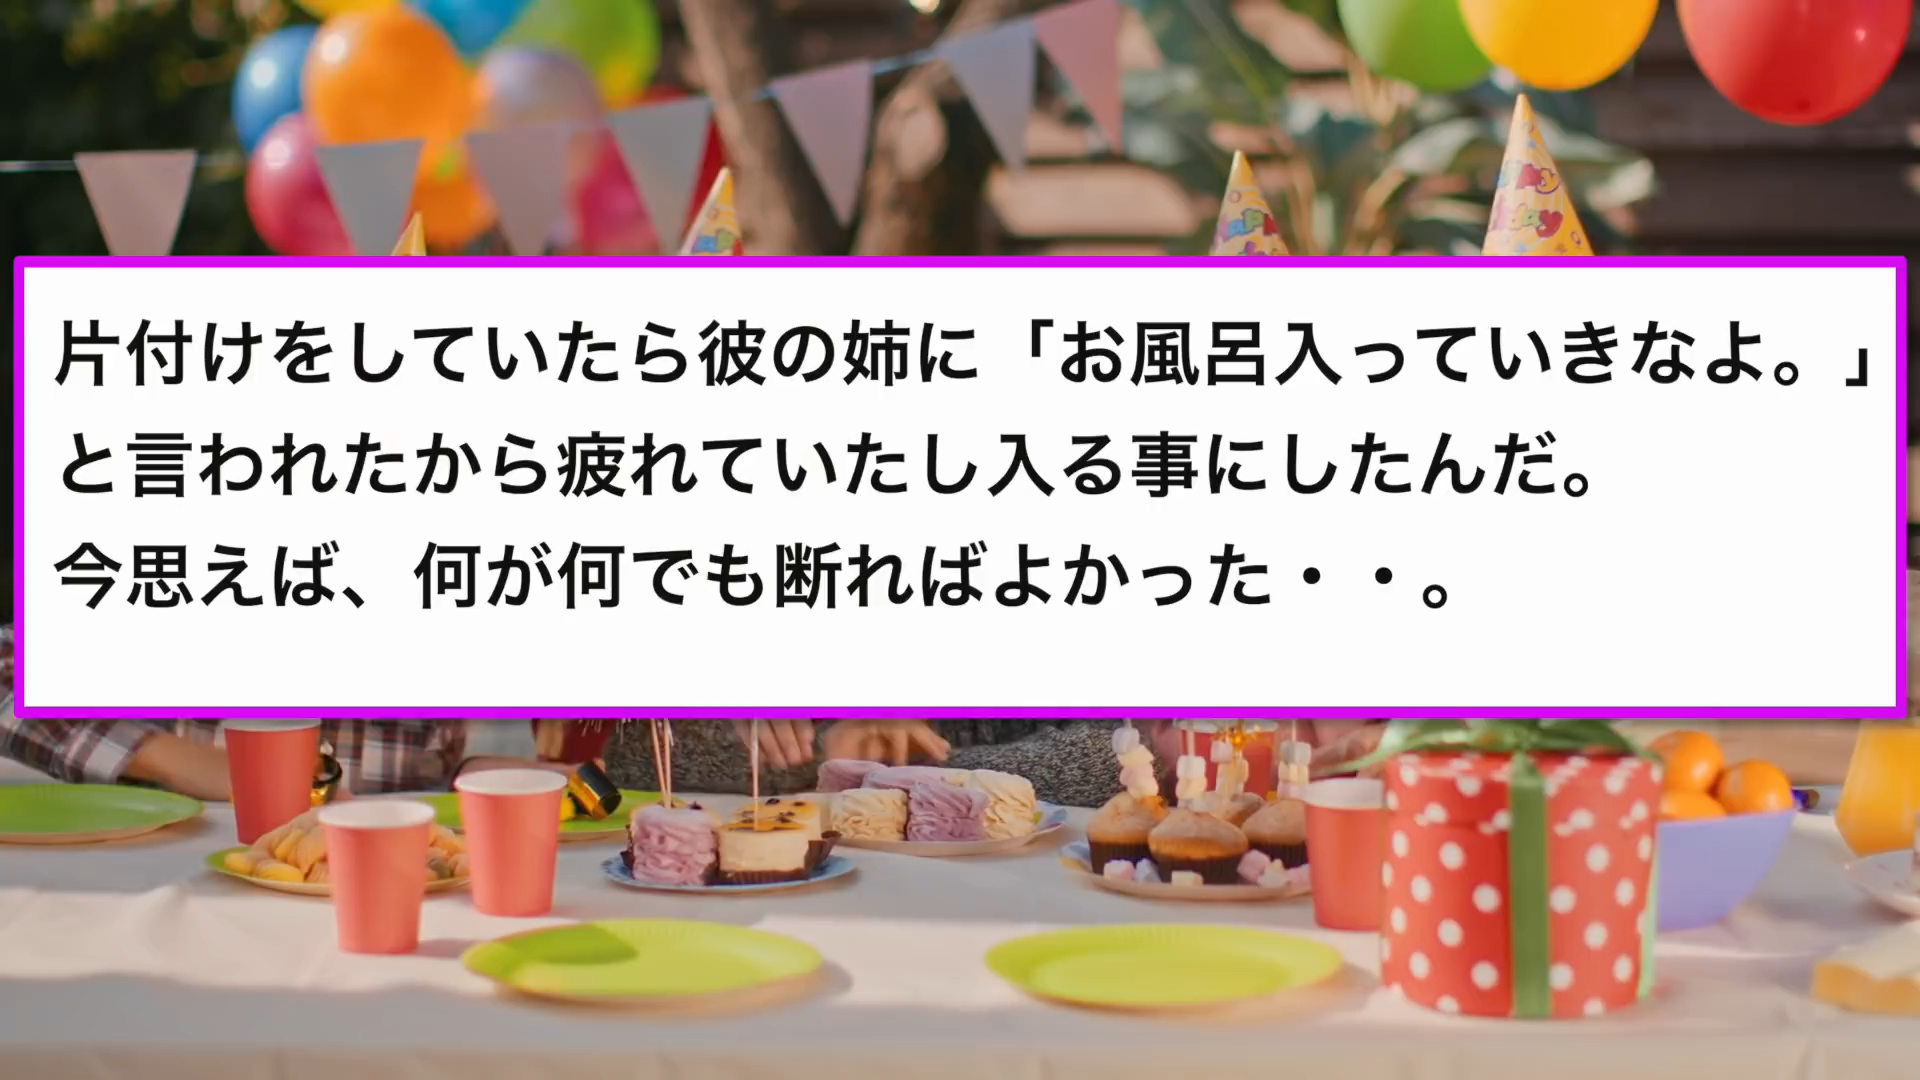 片付けをしていたら彼の姉に「お風呂入っていきなよ。」
と言われたから疲れていたし入る事にしたんだ。
今思えば、何が何でも断ればよかった・・。